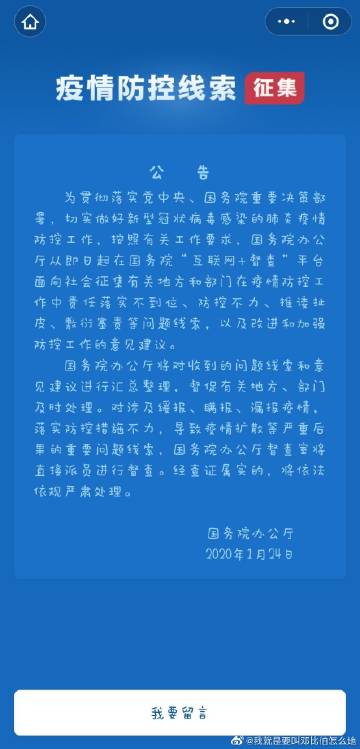 疫情防控线索 征集
公 告
为贯彻落实党中央、国务院重要决策部
署，切实做好新型冠状病毒感染的肺炎疫情
防控工作，按照有关工作要求，国务院办公
厅从即日起在国务院“互联网+督查”平台
面向社会征集有关地方和部门在疫情防控工
作中责任落实不到位、防控不力、推诿扯
皮、敷衍塞责等问题线索，以及改进和加强
防控工作的意见建议。
国务院办公厅将对收到的问题线索和意
见建议进行汇总整理，督促有关地方、部门
及时处理。对涉及缓报、瞒报、漏报疫情，
落实防控措施不力，导致疫情扩散等严重后
果的重要问题线索，国务院办公厅督查室将
直接派员进行督查。经查证属实的，将依法
依规严肃处理。
国务院办公厅
2020年1月24日
我要留言
@我就是要叫邓比伯怎么地